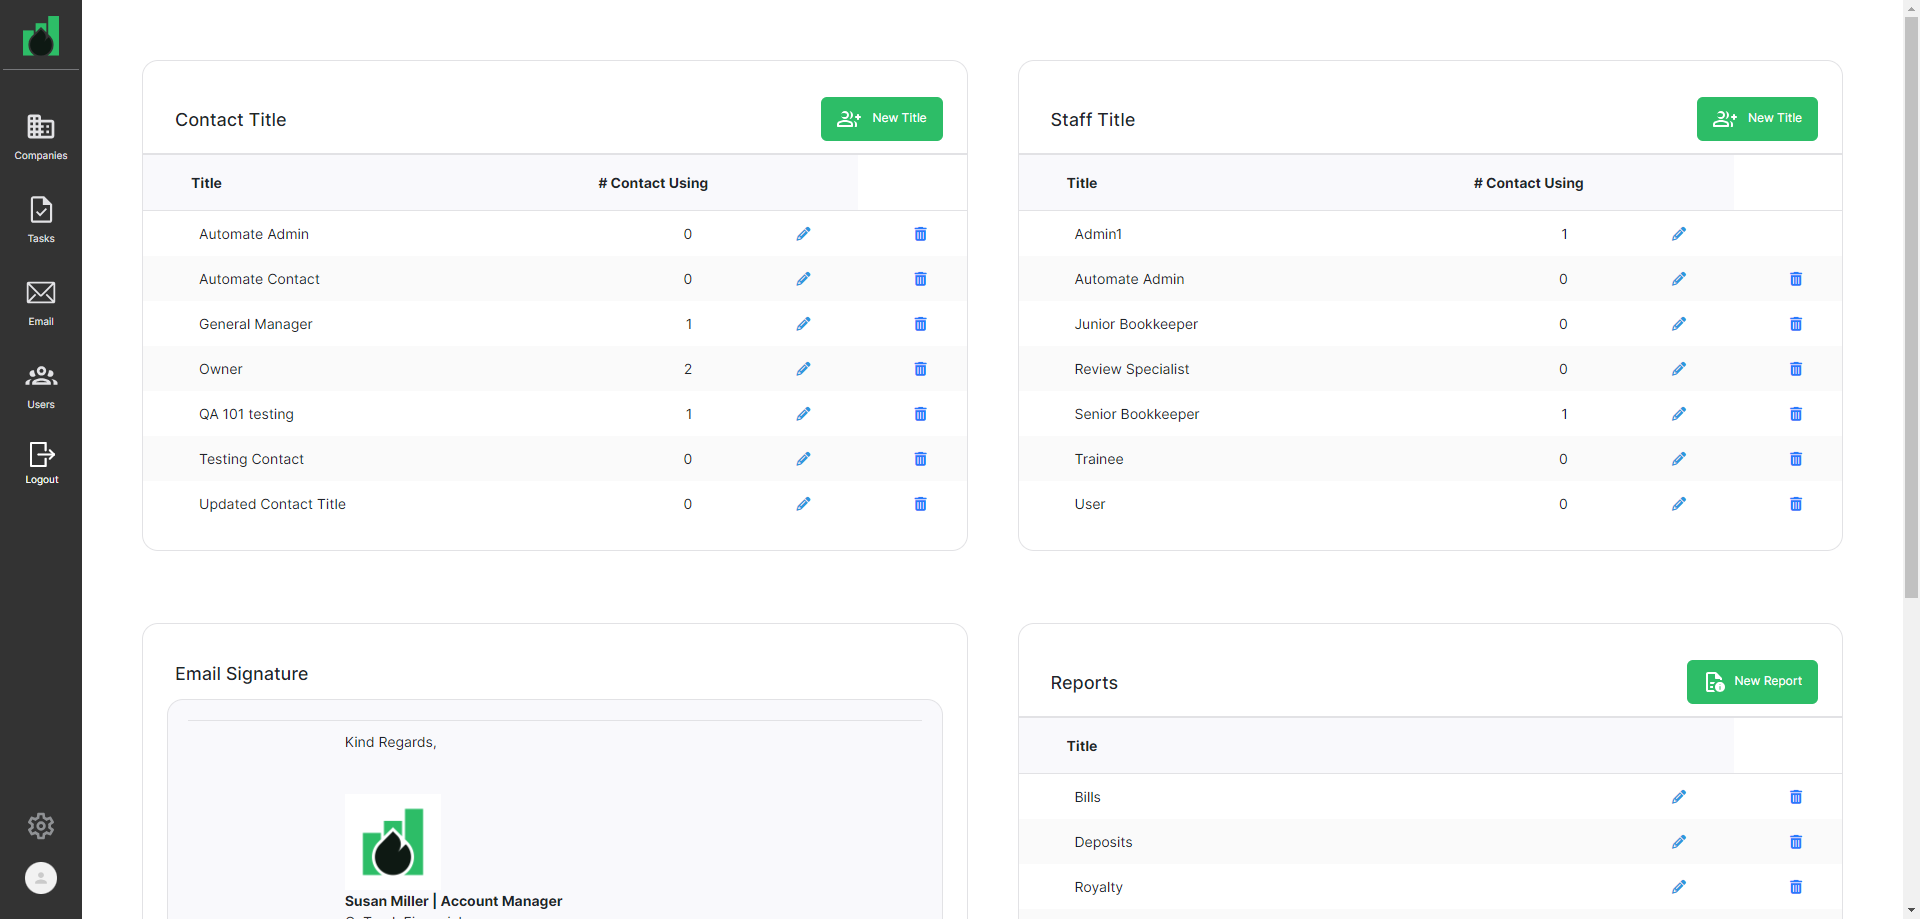 Companies
Tasks
Email
Users
Logout
Contact Title
New Title
Title # Contact Using
Automate Admin 0
Automate Contact 0
General Manager 1
Owner 2
QA 101 testing 1
Testing Contact 0
Updated Contact Title 0
Staff Title
New Title
Title # Contact Using
Admin1 1
Automate Admin 0
Junior Bookkeeper 0
Review Specialist 0
Senior Bookkeeper 1
Trainee 0
User 0
Email Signature
Kind Regards,
Susan Miller | Account Manager
Reports
New Report
Title
Bills
Deposits
Royalty